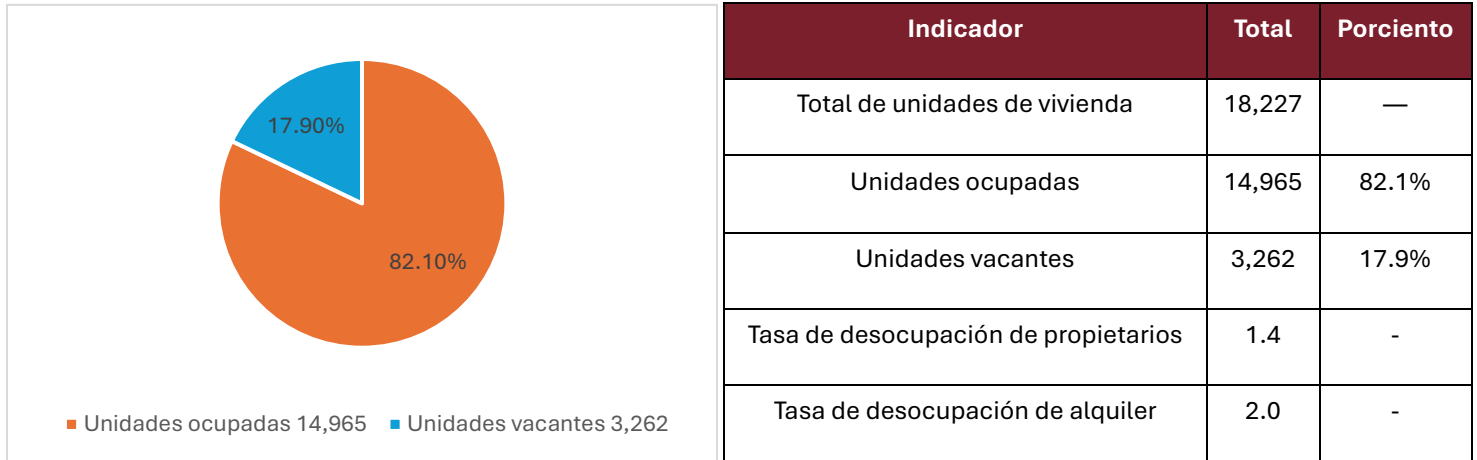 17.90%
82.10%
Unidades ocupadas 14,965 Unidades vacantes 3,262
Indicador Total Porciento
Total de unidades de vivienda 18,227 —
Unidades ocupadas 14,965 82.1%
Unidades vacantes 3,262 17.9%
Tasa de desocupación de propietarios 1.4 -
Tasa de desocupación de alquiler 2.0 -